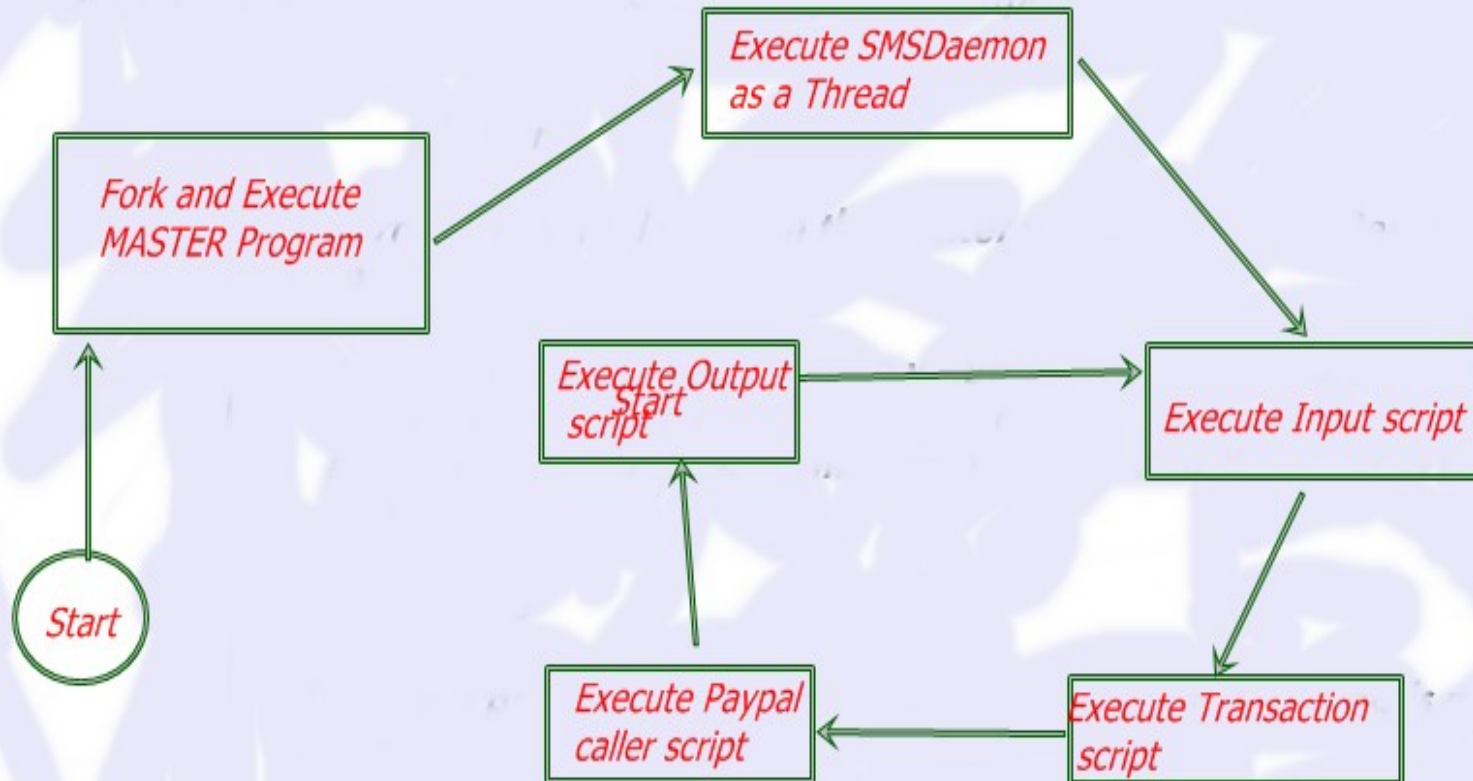 Execute SMSDaemon
as a Thread
Fork and Execute
MASTER Program
Execute Output
Start
script
Execute Input script
Start
Execute Paypal
caller script
Execute Transaction
script